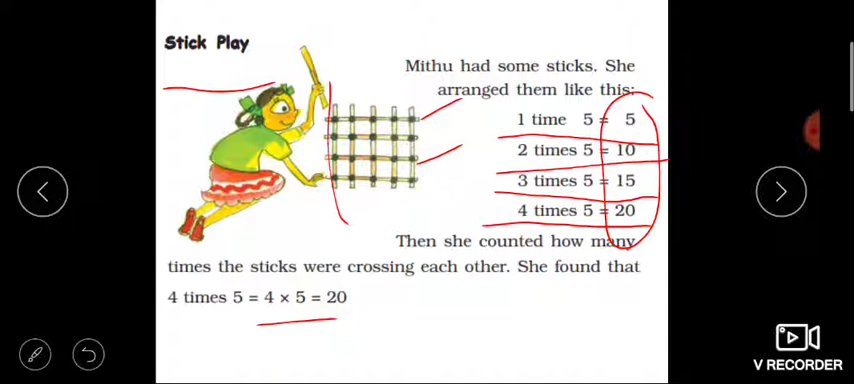 Stick Play
Mithu had some sticks. She
arranged them like this:
1 time 5 = 5
2 times 5 = 10
3 times 5 = 15
4 times 5 = 20
Then she counted how many
times the sticks were crossing each other. She found that
4 times 5 = 4 × 5 = 20
V RECORDER